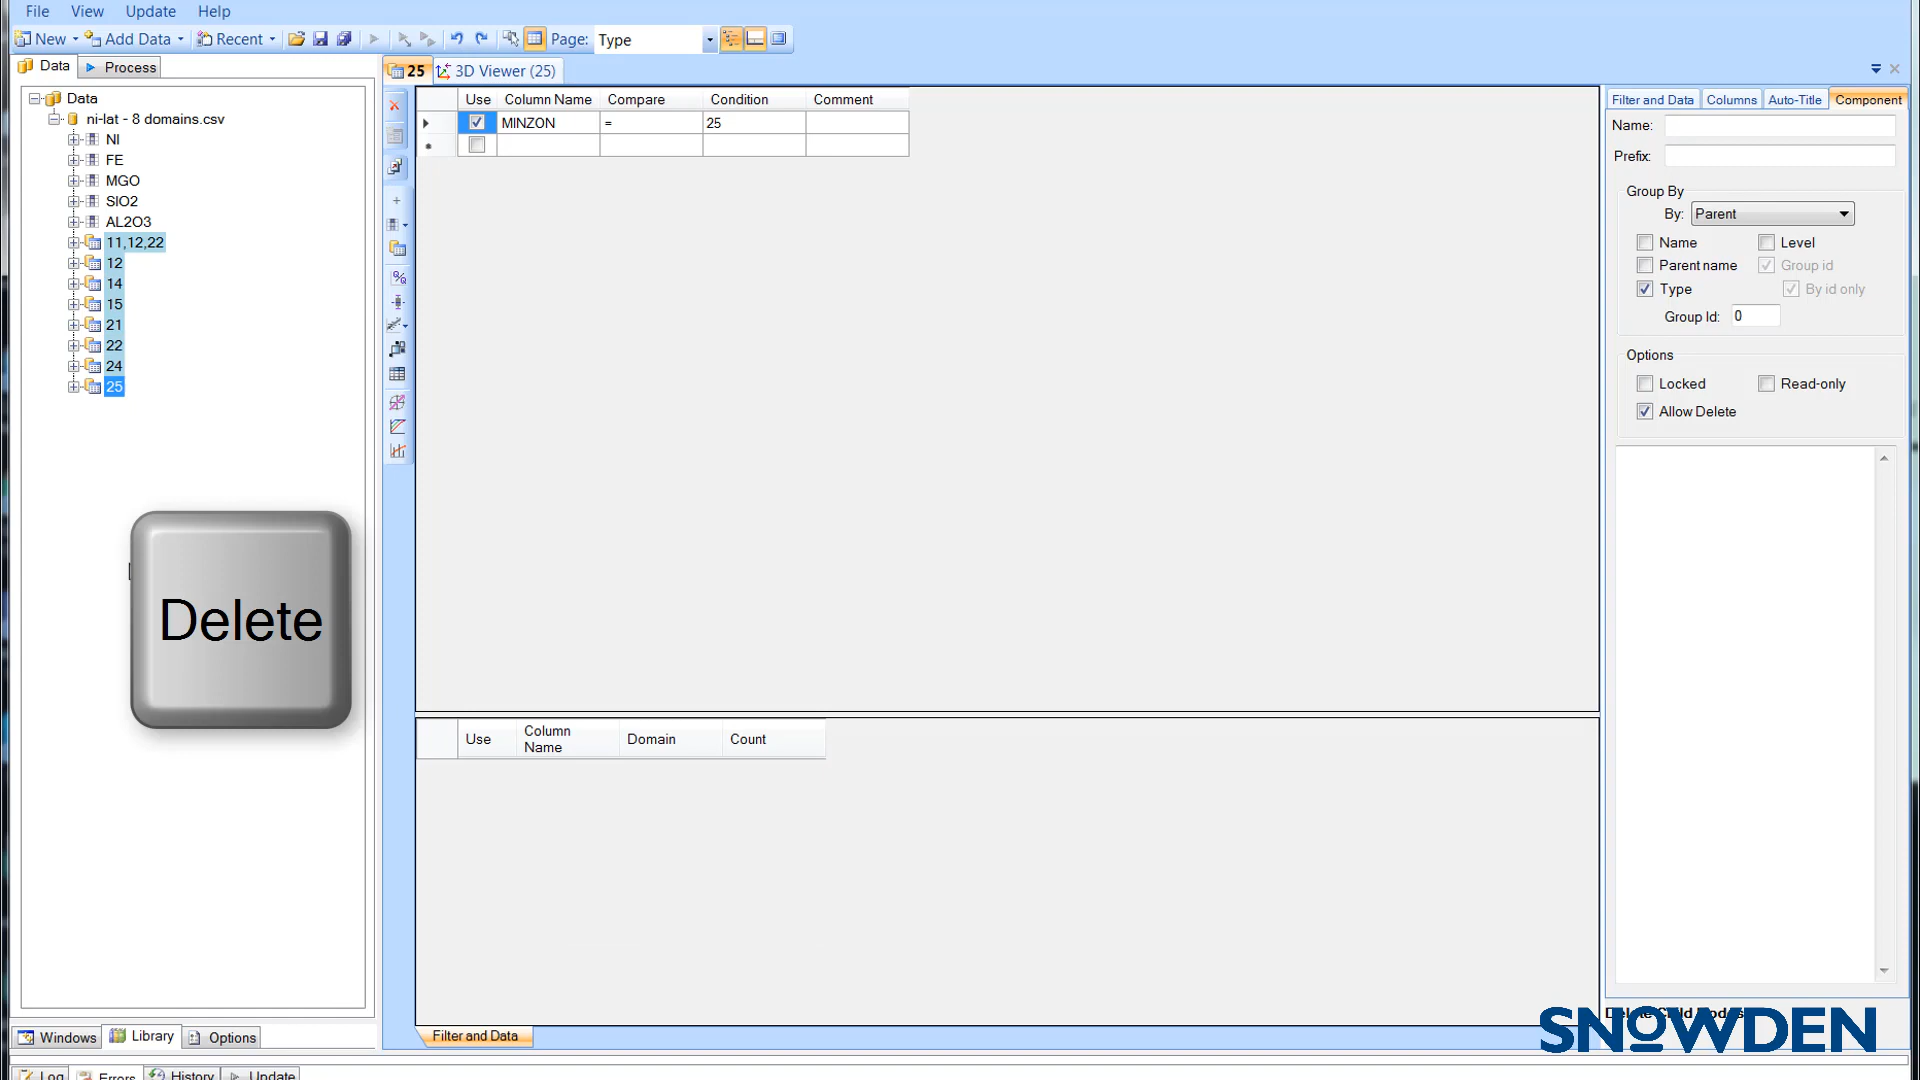 File View Update Help
New Add Data Recent Page: Type
Data Process
25 3D Viewer (25)
Data
ni-lat - 8 domains.csv
NI
FE
MGO
SIO2
AL2O3
11,12,22
12
14
15
21
22
24
25
Delete
Use Column Name Compare Condition Comment
MINZON = 25
Use Column Name Domain Count
Filter and Data
Filter and Data Columns Auto-Title Component
Name:
Prefix:
Group By
By: Parent
Name Level
Parent name Group id
Type By id only
Group Id: 0
Options
Locked Read-only
Allow Delete
SNOWDEN
Windows Library Options
Log Errors History Update